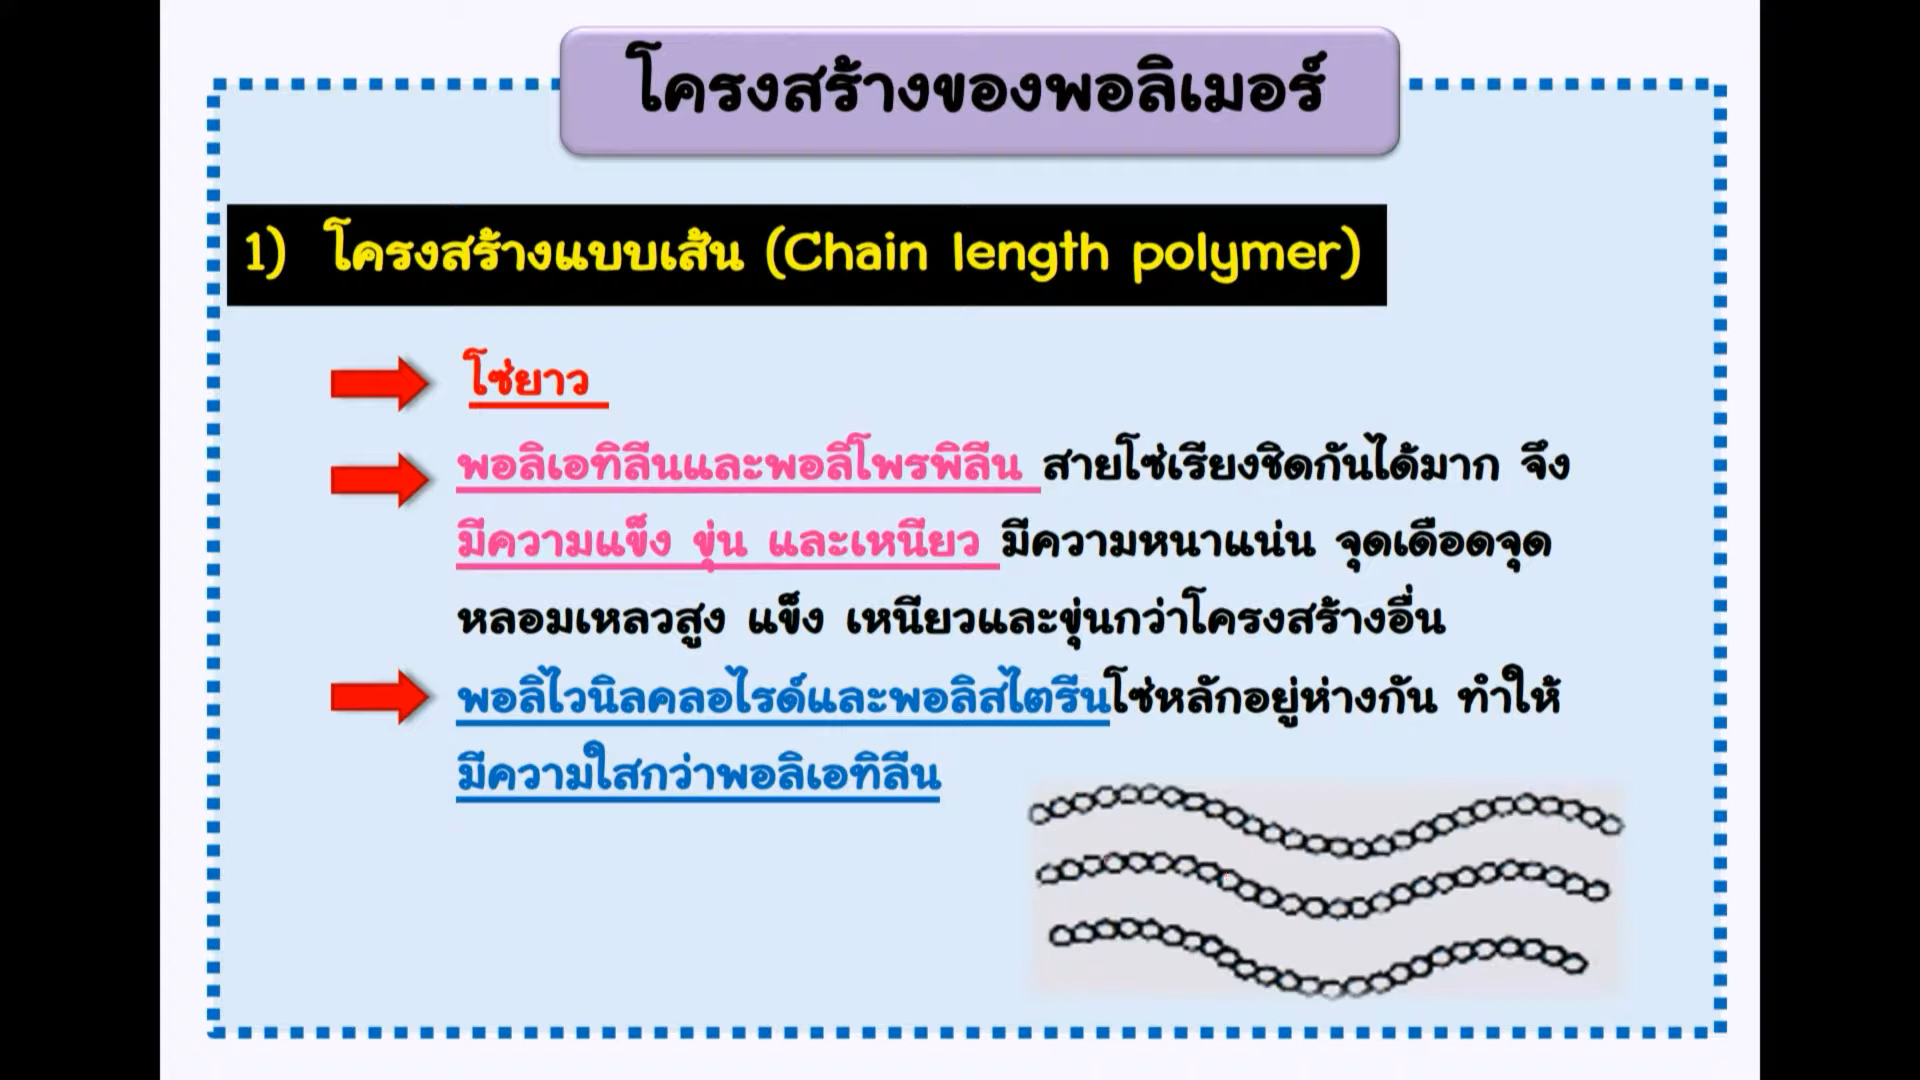 โครงสร้างของพอลิเมอร์
1) โครงสร้างแบบเส้น (Chain length polymer)
โซ่ยาว
พอลิเอทิลีนและพอลิโพรพิลีน สายโซ่เรียงชิดกันได้มาก จึง
มีความแข็ง ขุ่น และเหนียว มีความหนาแน่น จุดเดือดจุด
หลอมเหลวสูง แข็ง เหนียวและขุ่นกว่าโครงสร้างอื่น
พอลิไวนิลคลอไรด์และพอลิสไตรีนโซ่หลักอยู่ห่างกัน ทำให้
มีความใสกว่าพอลิเอทิลีน